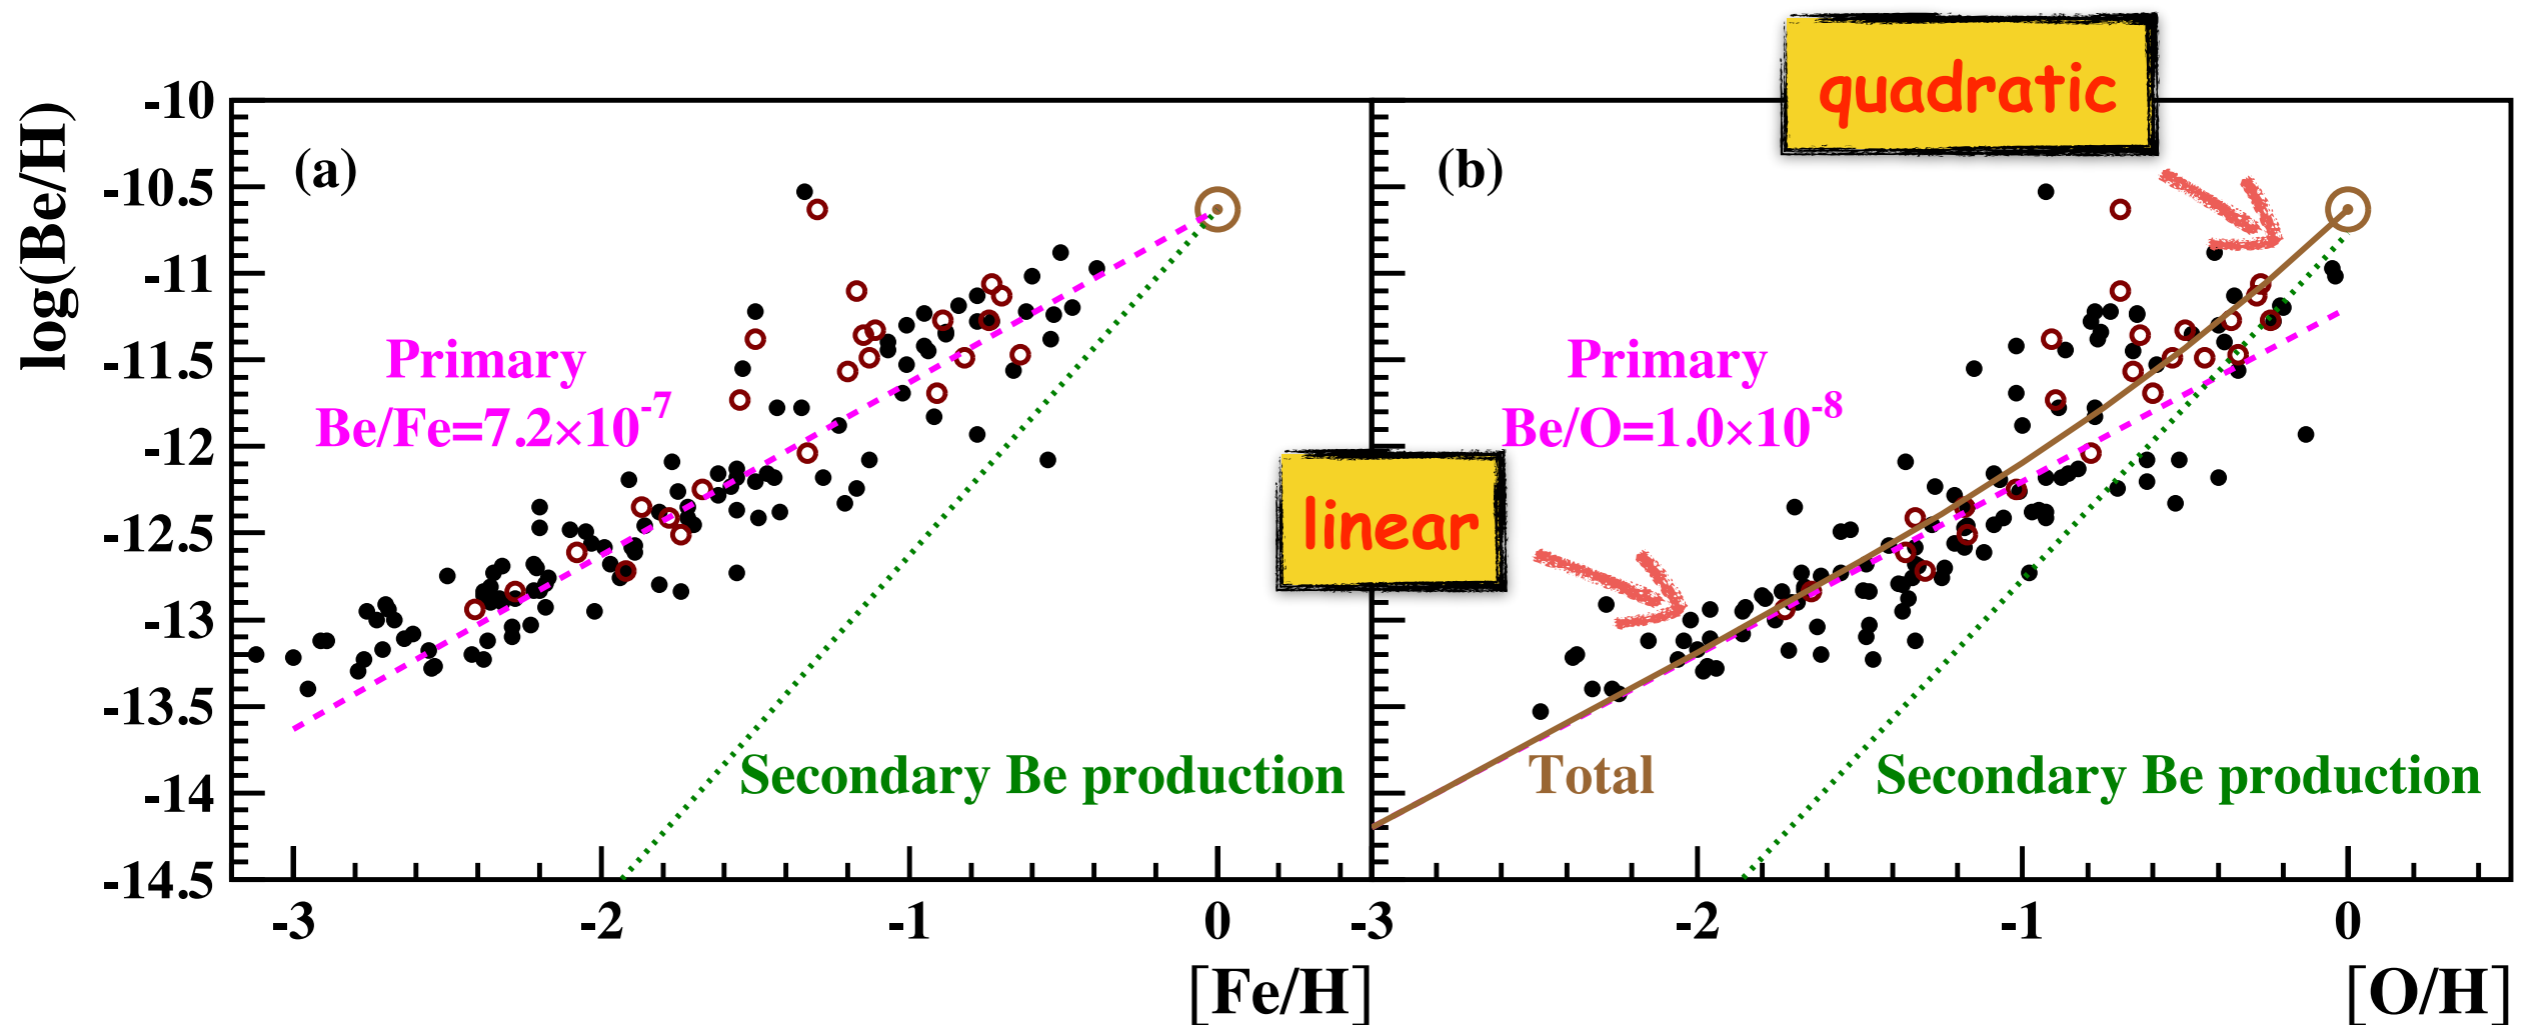 quadratic
log(Be/H)
-10
-10.5
-11
-11.5
-12
-12.5
-13
-13.5
-14
-14.5
(a)
Primary
Be/Fe=7.2×10⁻⁷
Secondary Be production
-3
-2
-1
0
[Fe/H]
(b)
Primary
Be/O=1.0×10⁻⁸
linear
Total
Secondary Be production
-3
-2
-1
0
[O/H]